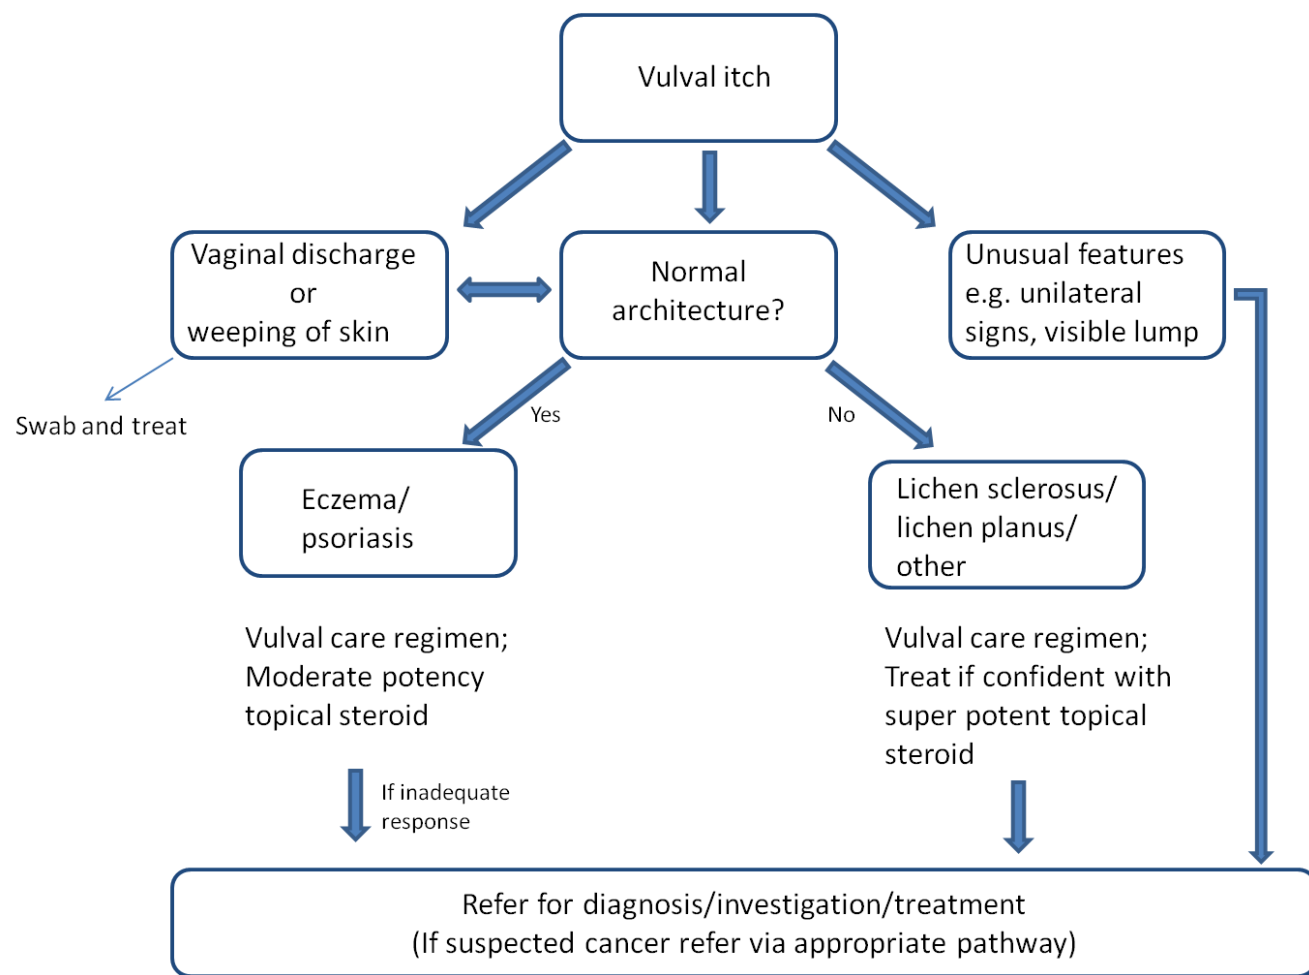 Vulval itch
Vaginal discharge
or
weeping of skin
Normal
architecture?
Unusual features
e.g. unilateral
signs, visible lump
Swab and treat
Yes
No
Eczema/
psoriasis
Lichen sclerosus/
lichen planus/
other
Vulval care regimen;
Moderate potency
topical steroid
Vulval care regimen;
Treat if confident with
super potent topical
steroid
If inadequate
response
Refer for diagnosis/investigation/treatment
(If suspected cancer refer via appropriate pathway)